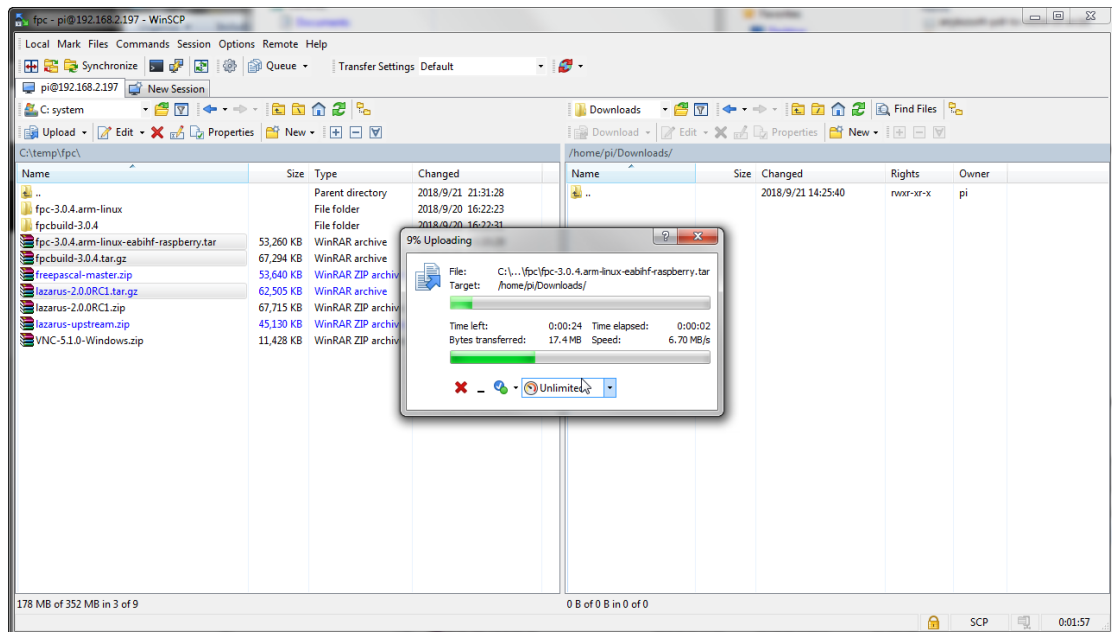 fpc - pi@192.168.2.197 - WinSCP
Local Mark Files Commands Session Options Remote Help
Synchronize Queue Transfer Settings Default
pi@192.168.2.197 New Session
C: system
Downloads Find Files
Upload Edit Properties New
Download Edit Properties New
C:\temp\fpc\
/home/pi/Downloads/
Name Size Type Changed
Name Size Changed Rights Owner
.. Parent directory 2018/9/21 21:31:28
.. 2018/9/21 14:25:40 rwxr-xr-x pi
fpc-3.0.4.arm-linux File folder 2018/9/20 16:22:23
fpcbuild-3.0.4 File folder 2018/9/20 16:22:31
fpc-3.0.4.arm-linux-eabihf-raspberry.tar 53,260 KB WinRAR archive
fpcbuild-3.0.4.tar.gz 67,294 KB WinRAR archive
freepascal-master.zip 53,640 KB WinRAR ZIP archiv
lazarus-2.0.0RC1.tar.gz 62,505 KB WinRAR archive
lazarus-2.0.0RC1.zip 67,715 KB WinRAR ZIP archiv
lazarus-upstream.zip 45,130 KB WinRAR ZIP archiv
VNC-5.1.0-Windows.zip 11,428 KB WinRAR ZIP archiv
9% Uploading
File: C:\...\fpc\fpc-3.0.4.arm-linux-eabihf-raspberry.tar
Target: /home/pi/Downloads/
Time left: 0:00:24 Time elapsed: 0:00:02
Bytes transferred: 17.4 MB Speed: 6.70 MB/s
Unlimited
178 MB of 352 MB in 3 of 9
0 B of 0 B in 0 of 0
SCP 0:01:57